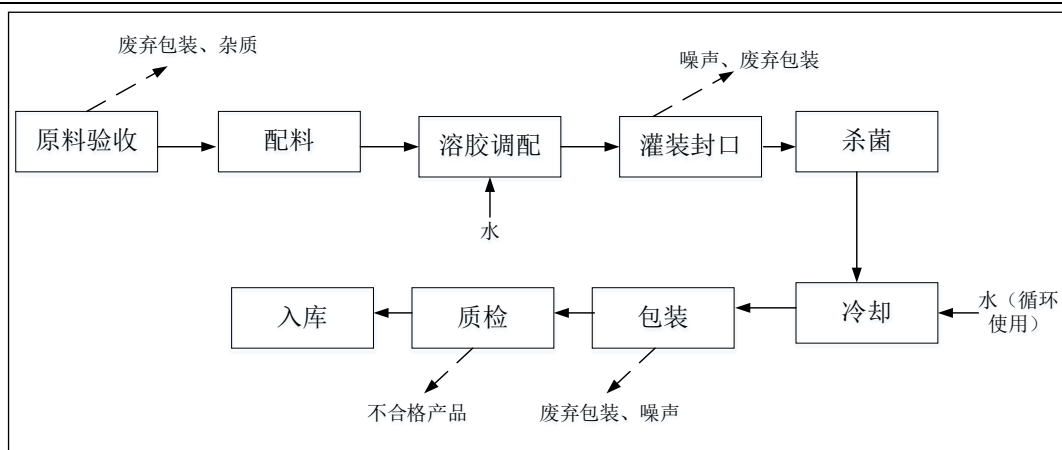 废弃包装、杂质
噪声、废弃包装
原料验收
配料
溶胶调配
灌装封口
杀菌
水
入库
质检
包装
冷却
水（循环
使用）
不合格产品
废弃包装、噪声